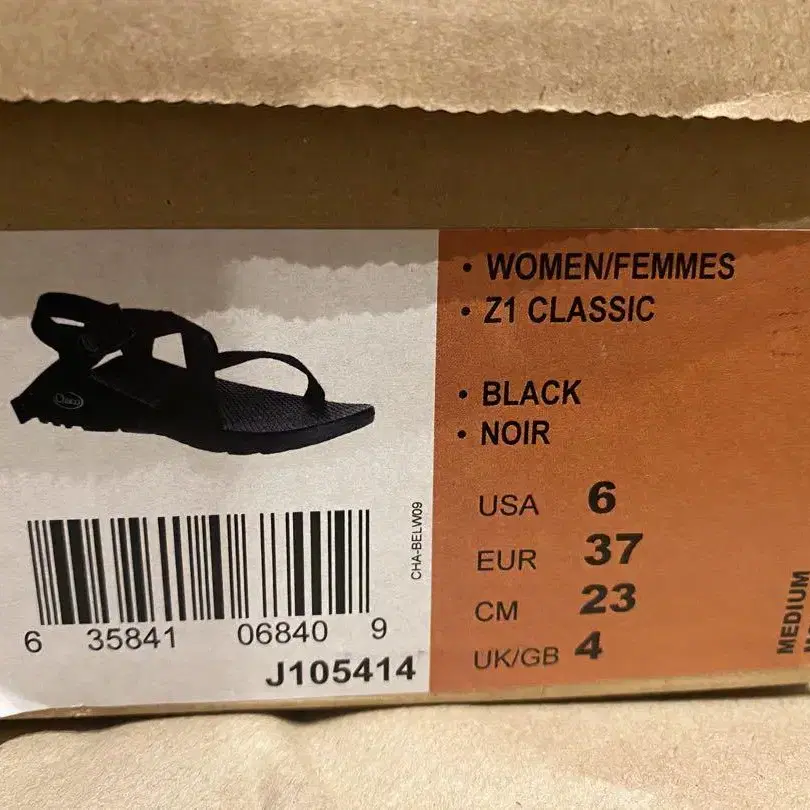 • WOMEN/FEMMES
• Z1 CLASSIC
• BLACK
• NOIR
USA 6
EUR 37
CM 23
UK/GB 4
MEDIUM
Chaco
CHA-BELW09
6 35841 06840 9
J105414